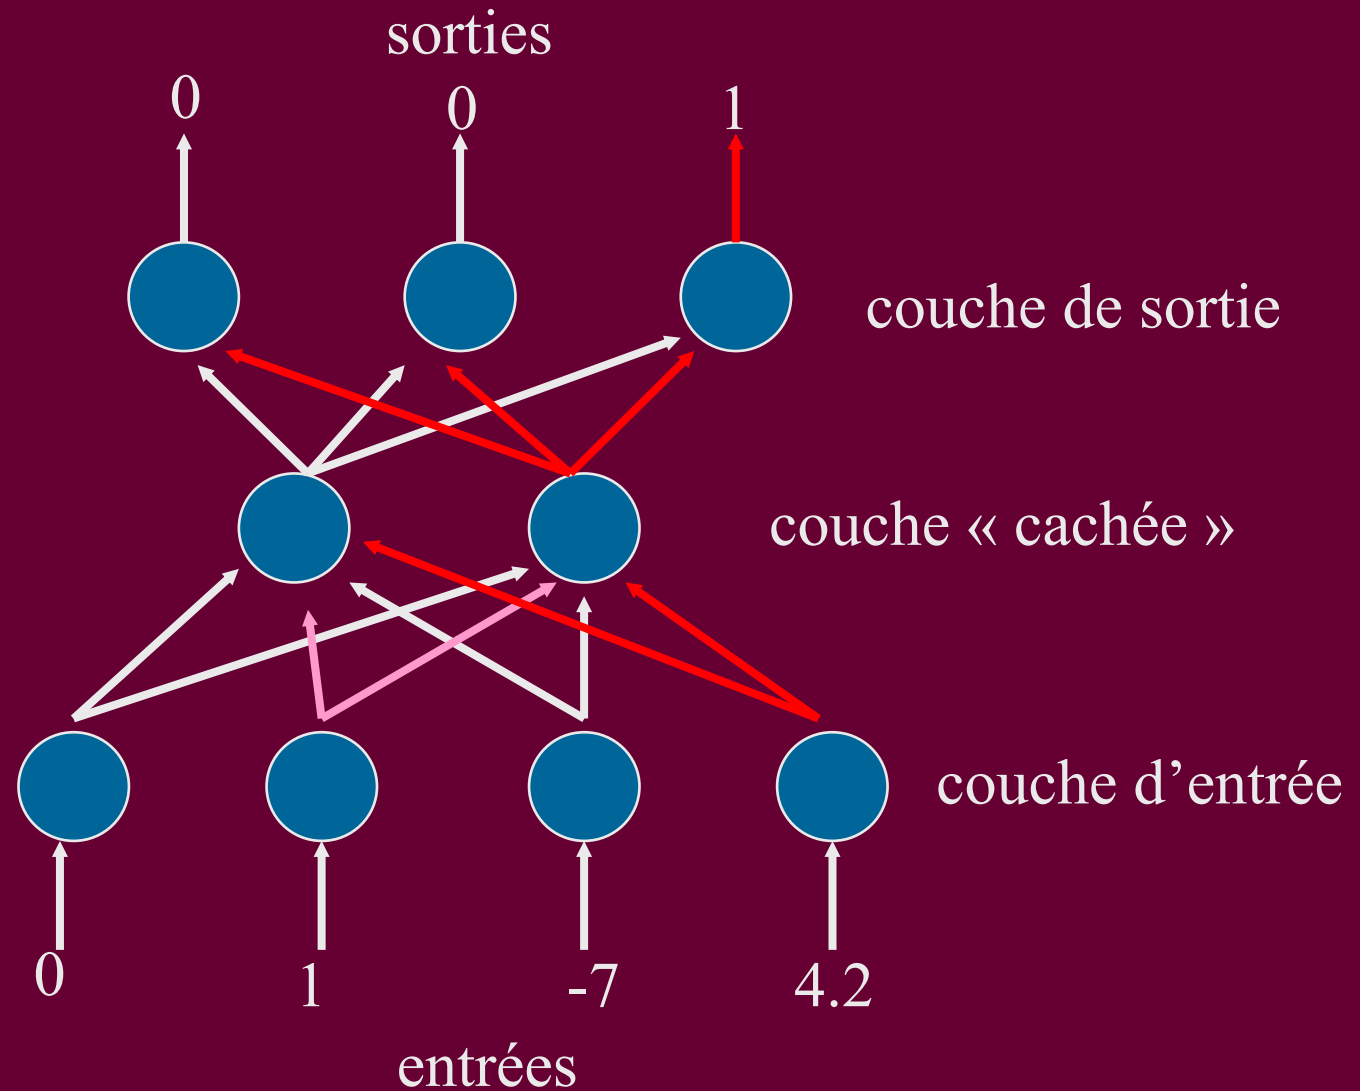 sorties
0 0 1
couche de sortie
couche « cachée »
couche d’entrée
0 1 -7 4.2
entrées